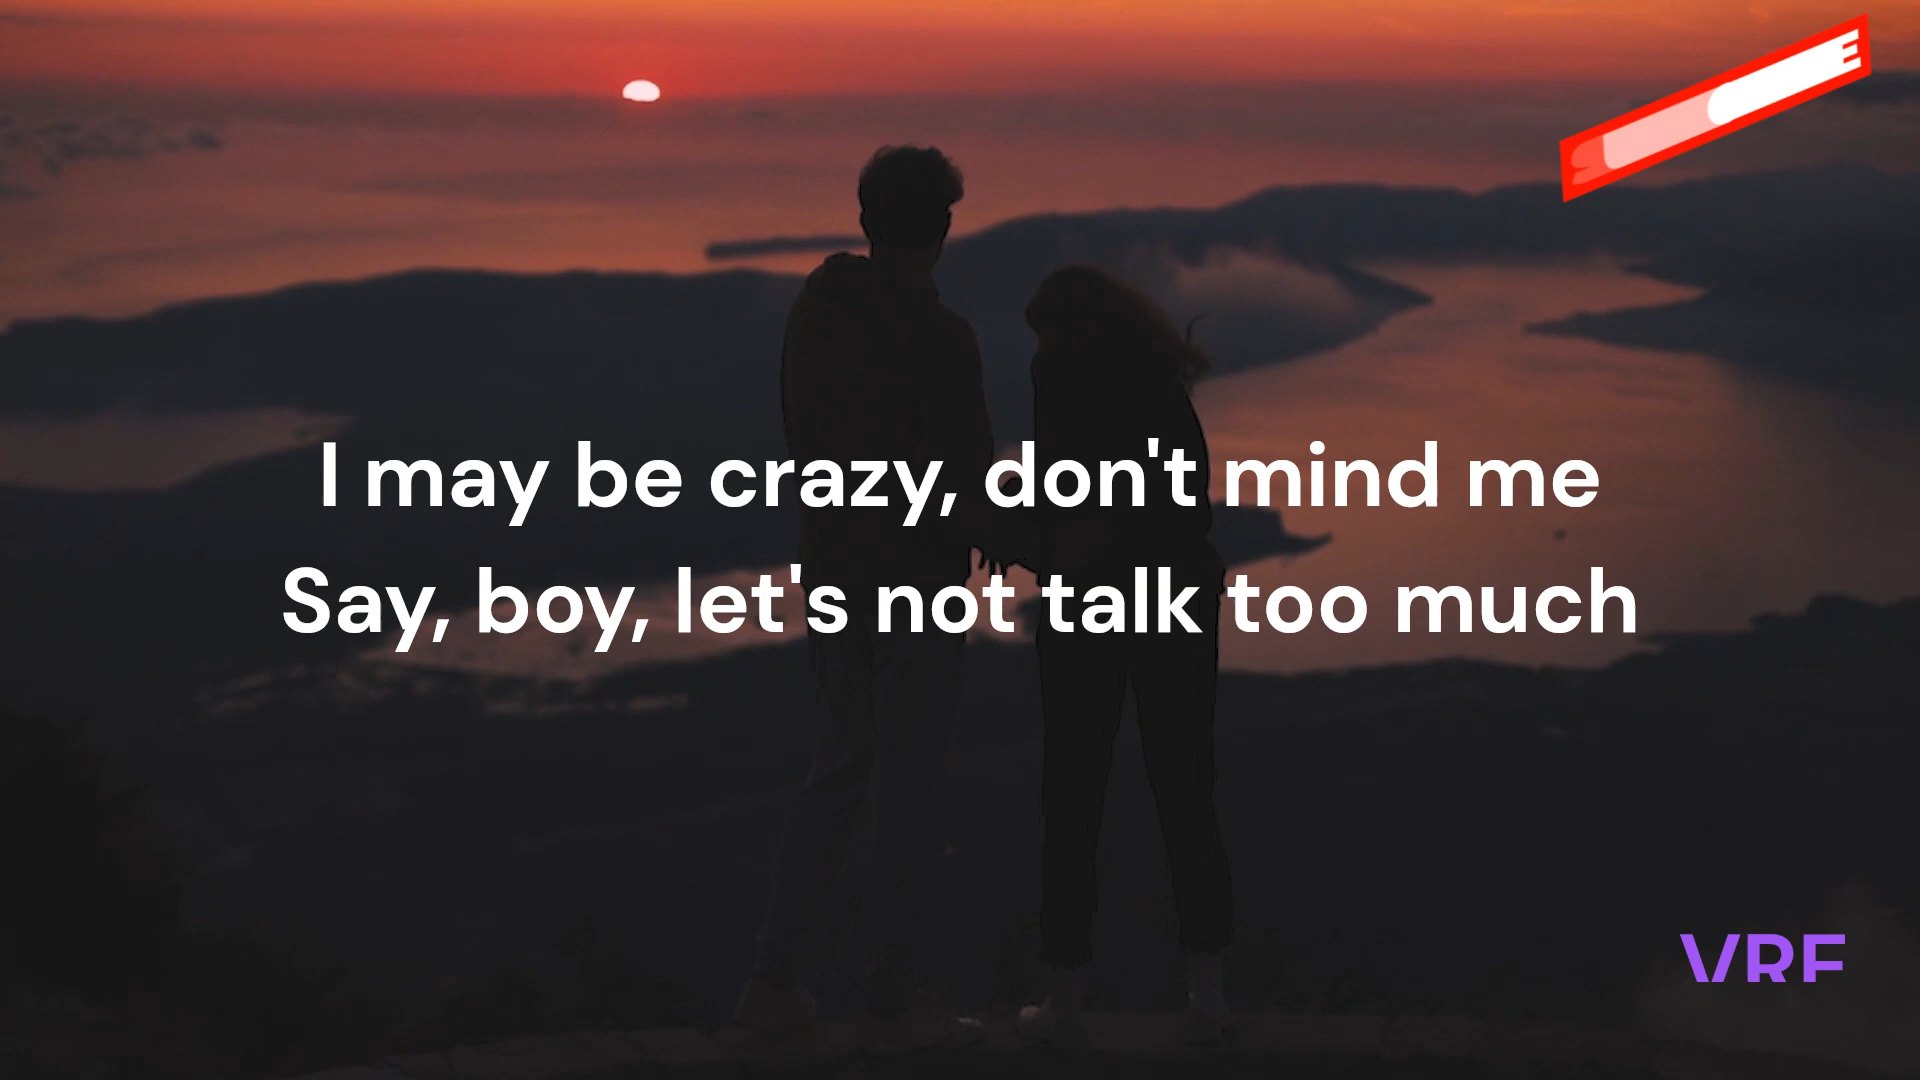 I may be crazy, don't mind me
Say, boy, let's not talk too much
VRF